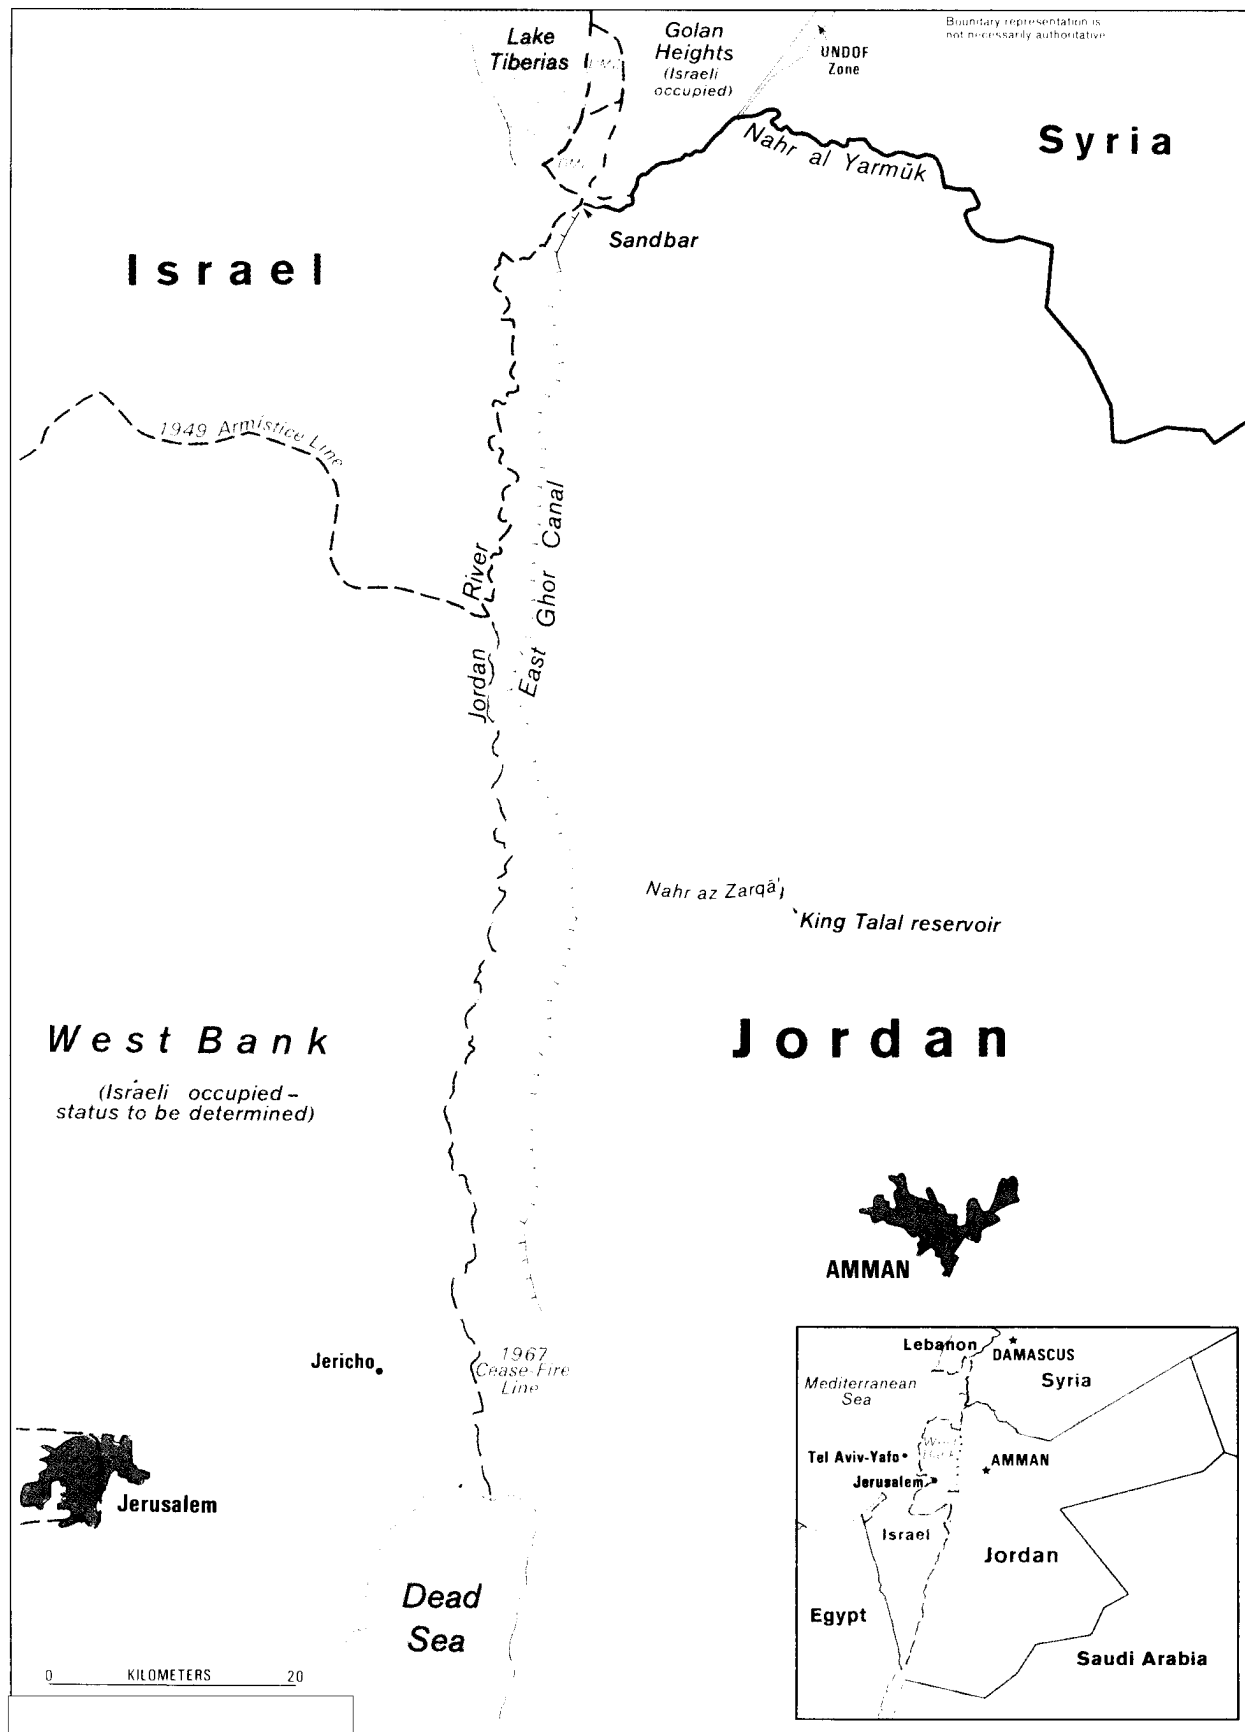 Boundary representation is
not necessarily authoritative
Lake
Tiberias
Golan
Heights
(Israeli
occupied)
UNDOF
Zone
Syria
Nahr al Yarmūk
Sandbar
Israel
1949 Armistice Line
East Ghor Canal
Jordan River
Nahr az Zarqā'
King Talal reservoir
West Bank
(Israeli occupied –
status to be determined)
Jordan
AMMAN
Jericho
1967
Cease-Fire
Line
Jerusalem
Dead
Sea
0 KILOMETERS 20
Lebanon
DAMASCUS
Syria
Mediterranean
Sea
West
Bank
Tel Aviv-Yafo
AMMAN
Jerusalem
Israel
Jordan
Egypt
Saudi Arabia